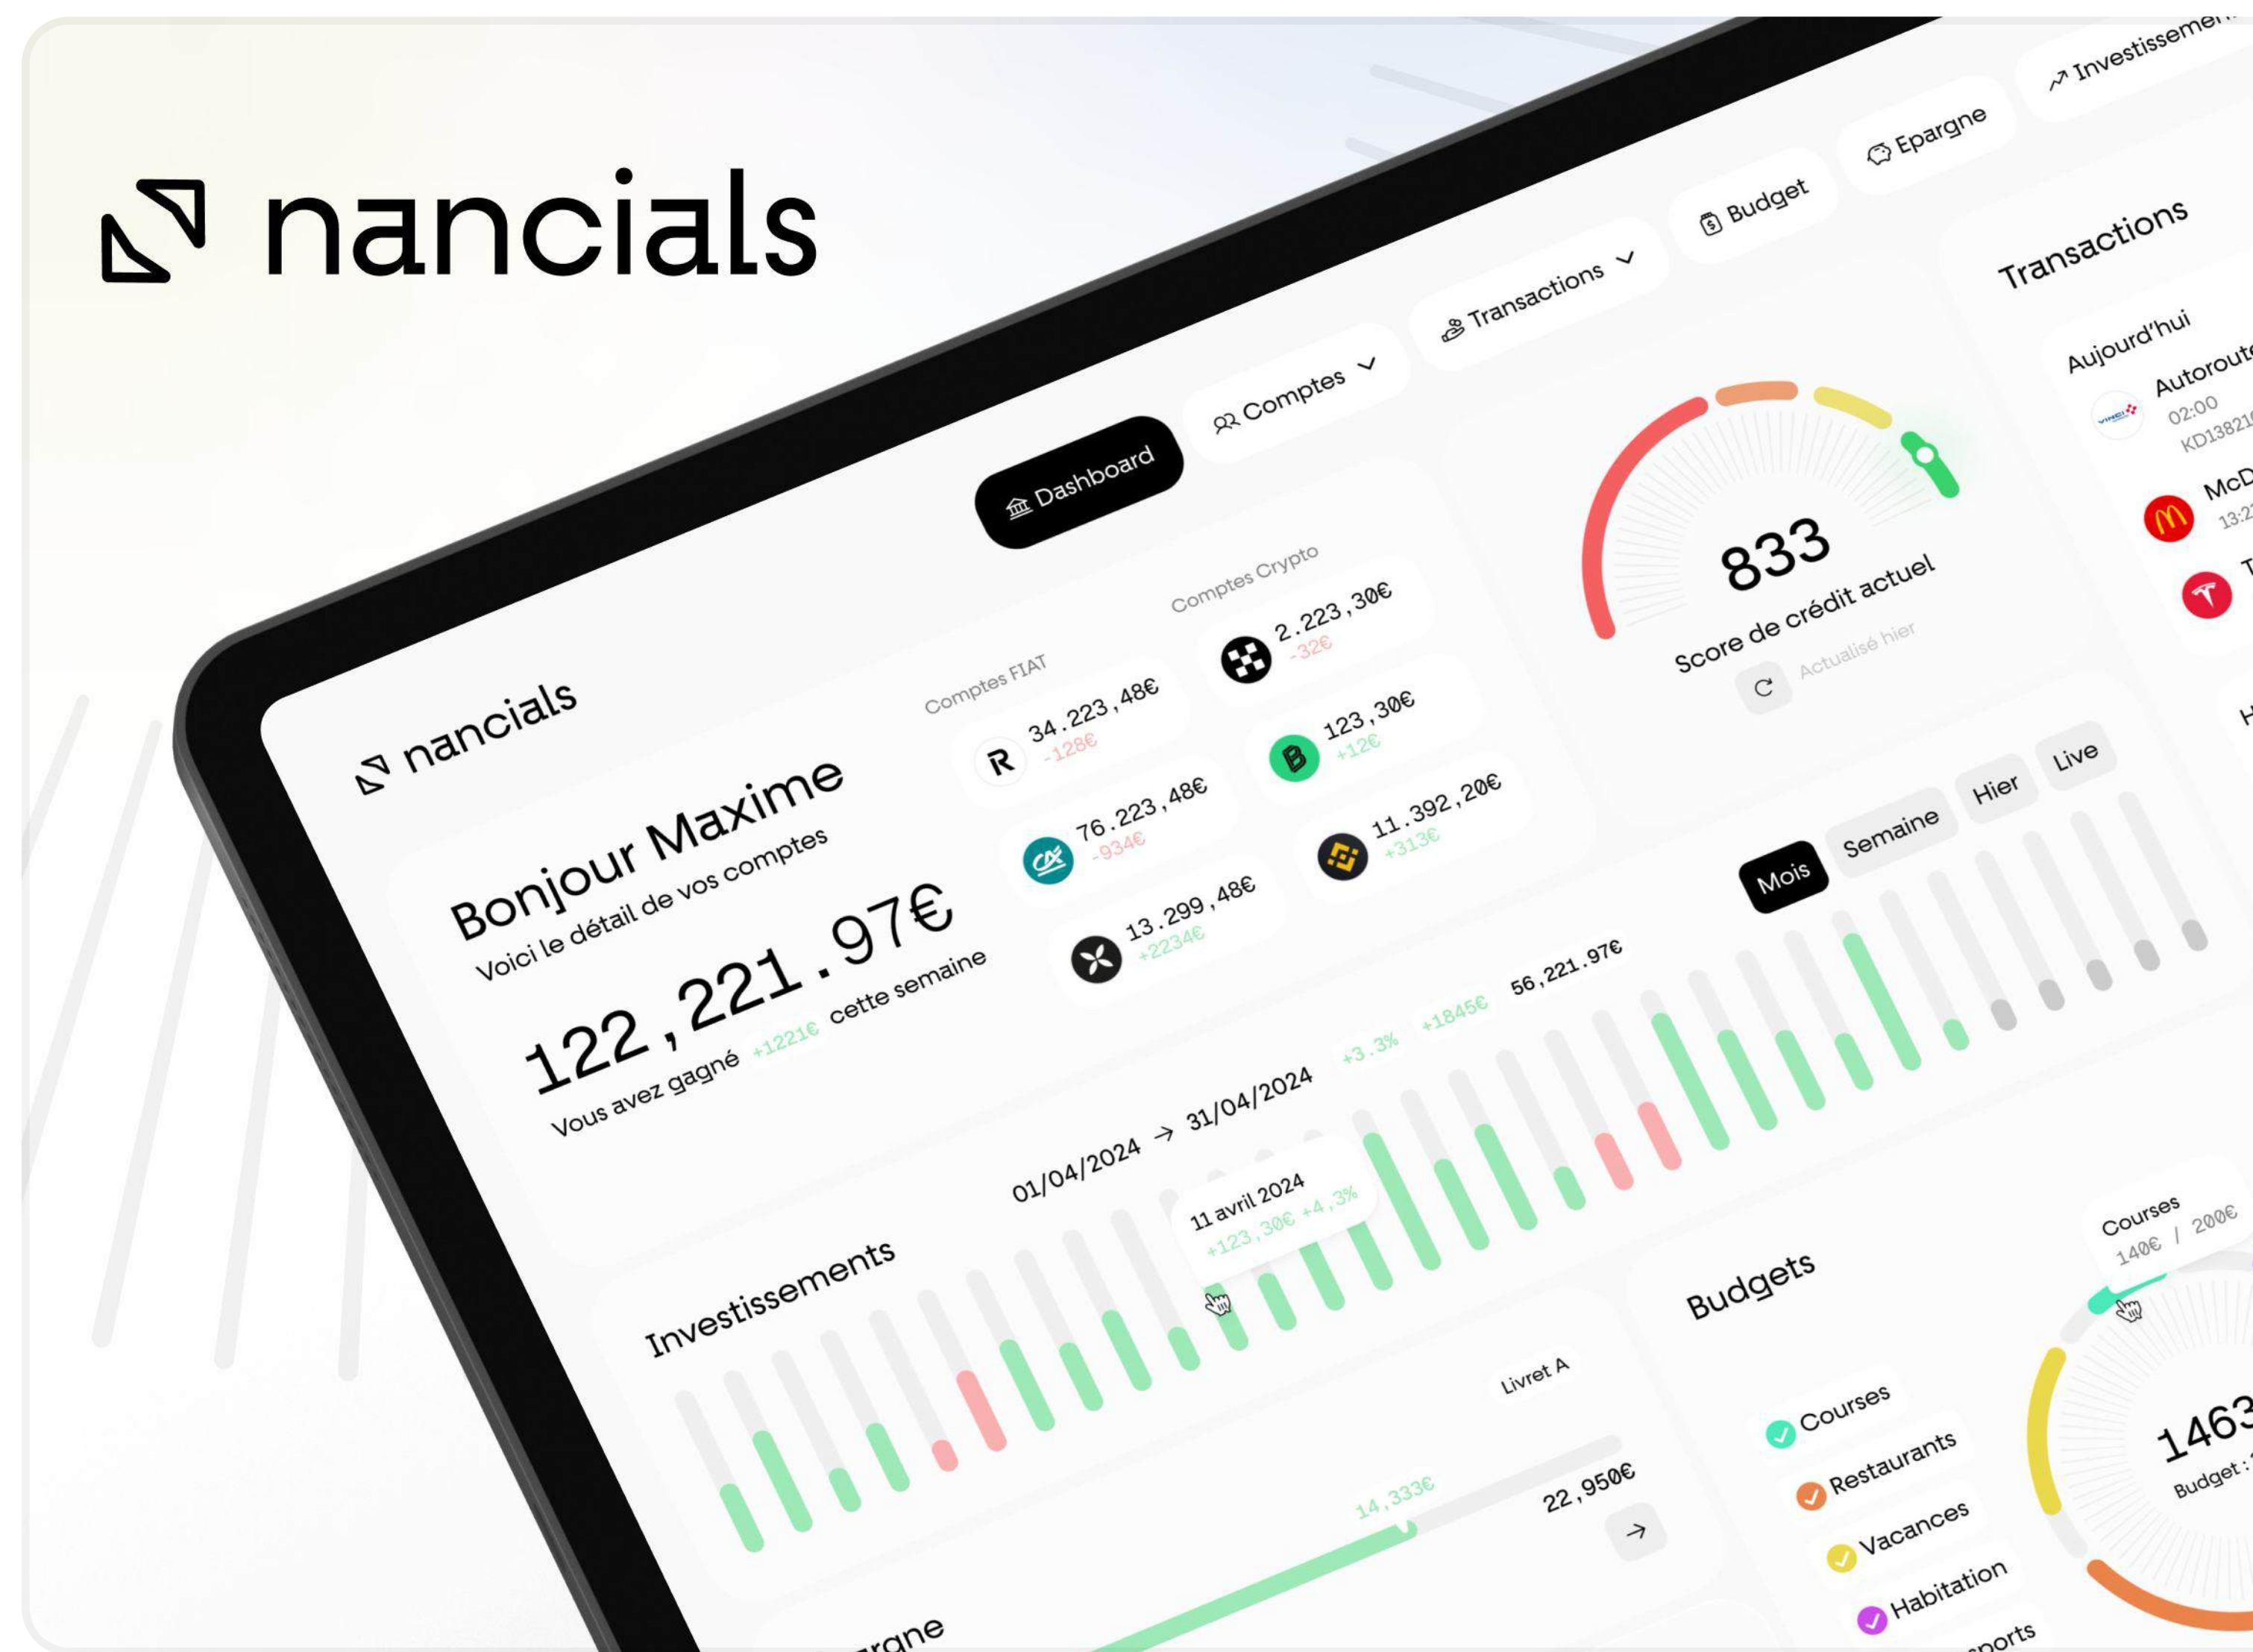 nancials
Dashboard
Comptes
Transactions
Budget
Epargne
nancials
Bonjour Maxime
Voici le détail de vos comptes
122,221.97€
Vous avez gagné +1221€ cette semaine
Comptes FIAT
34.223,48€
-128€
76.223,48€
-934€
13.299,48€
+2234€
Comptes Crypto
2.223,30€
-32€
123,30€
+12€
11.392,20€
+313€
833
Score de crédit actuel
Actualisé hier
Transactions
Aujourd'hui
VINCI
02:00
Investissements
01/04/2024 → 31/04/2024
+3.3%
+1845€
56,221.97€
Mois
Semaine
Hier
Live
11 avril 2024
+123,30€ +4,3%
Livret A
14,333€
22,950€
Budgets
Courses
140€ / 200€
Courses
Restaurants
Vacances
Habitation
Budget: